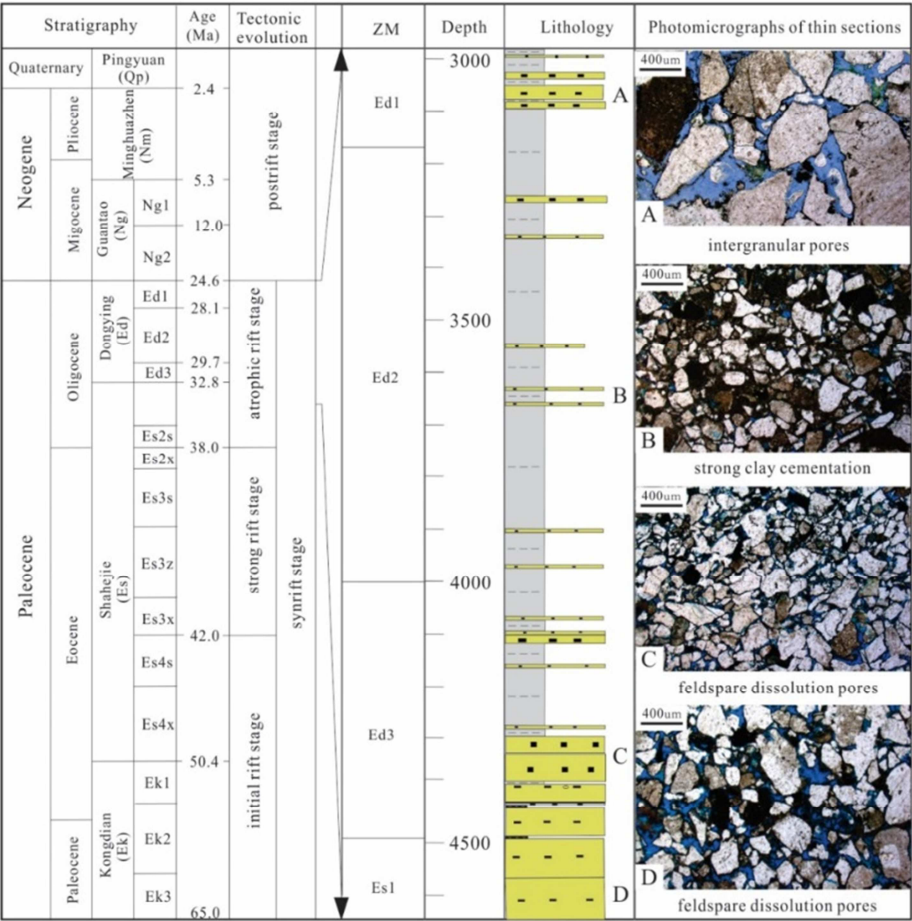 Stratigraphy
Age
(Ma)
Tectonic
evolution
ZM
Depth
Lithology
Photomicrographs of thin sections
Quaternary
Pingyuan
(Qp)
2.4
Neogene
Pliocene
Minghuazhen
(Nm)
5.3
Migocene
Guantao
(Ng)
Ng1
12.0
Ng2
24.6
postrift stage
Paleocene
Oligocene
Dongying
(Ed)
Ed1
28.1
Ed2
29.7
Ed3
32.8
Es2s
38.0
atrophic rift stage
Eocene
Shahejie
(Es)
Es2x
Es3s
Es3z
Es3x
42.0
strong rift stage
synrift stage
Es4s
Es4x
50.4
initial rift stage
Kongdian
(Ek)
Ek1
Paleocene
Ek2
Ek3
65.0
Ed1
Ed2
Ed3
Es1
3000
3500
4000
4500
A
B
C
D
400um
A
intergranular pores
400um
B
strong clay cementation
400um
C
feldspare dissolution pores
400um
D
feldspare dissolution pores